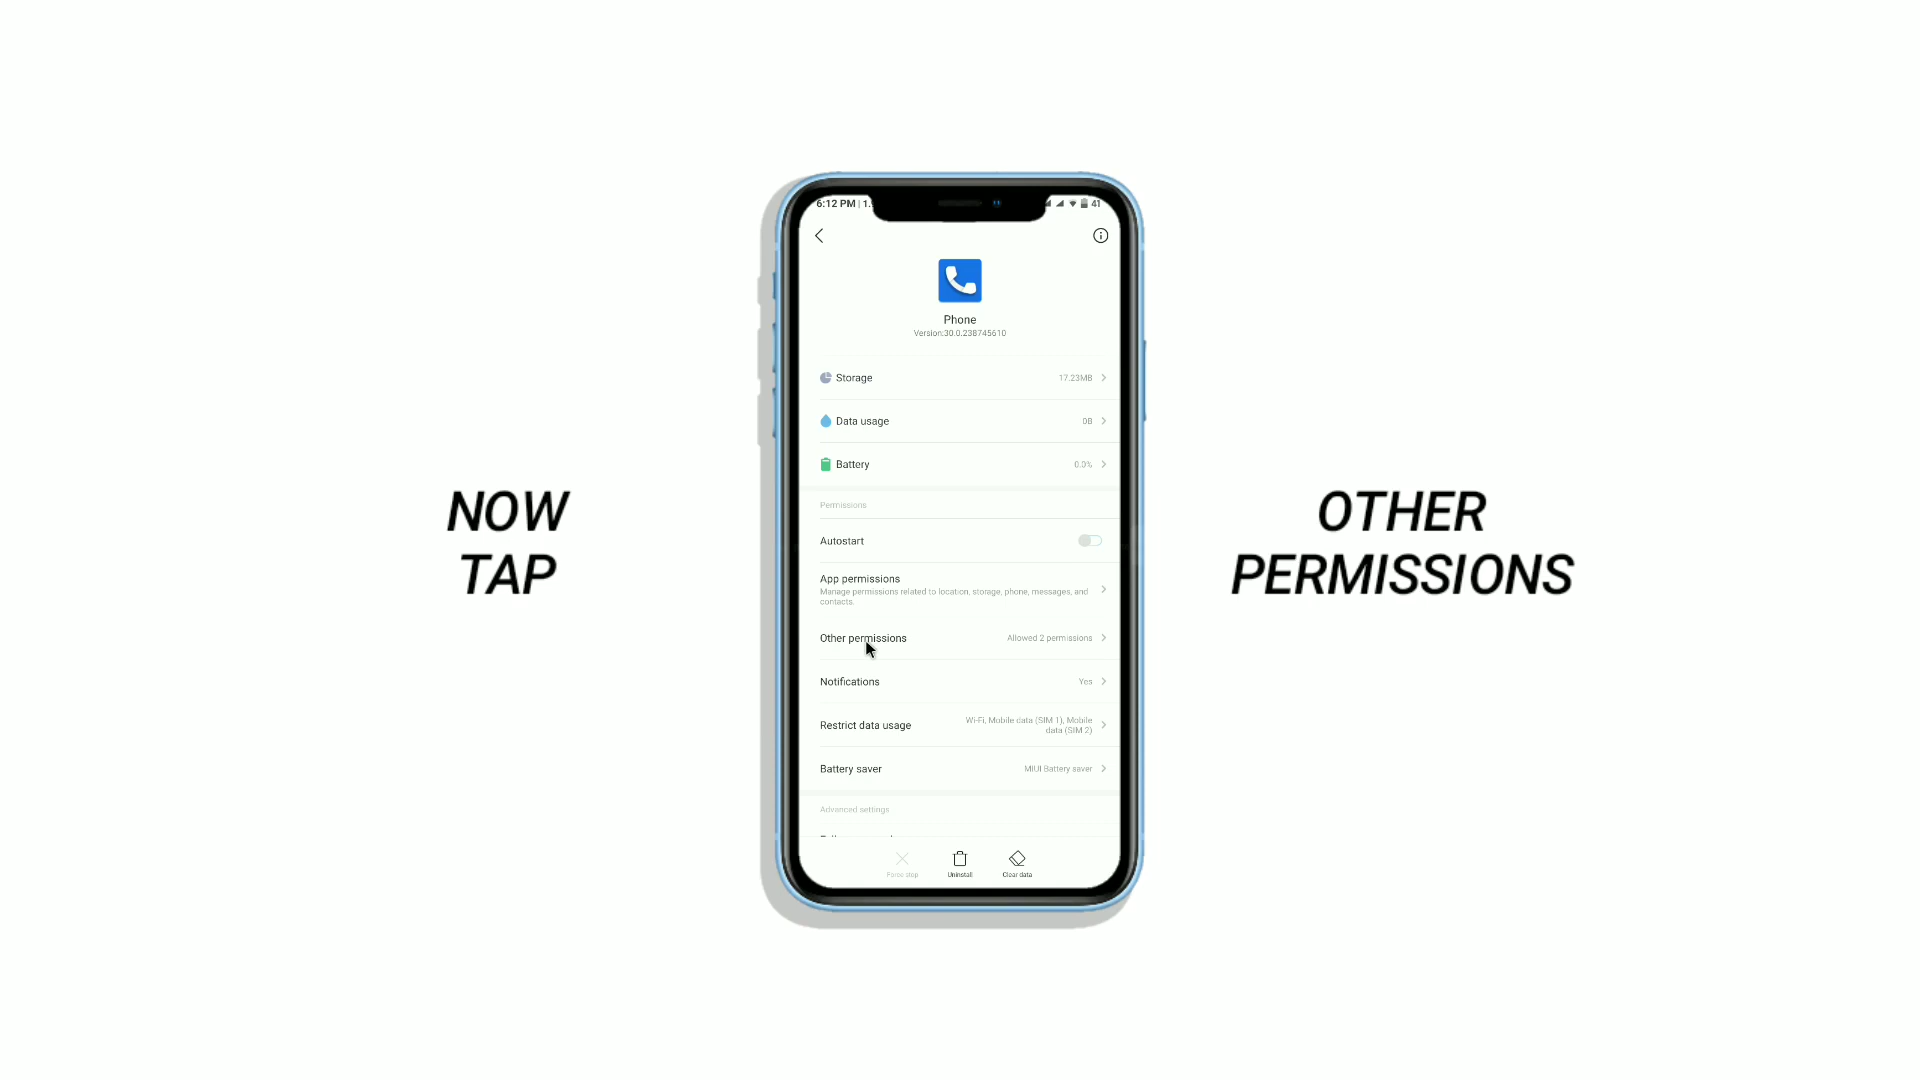 6:12 PM | 1.
41
Phone
Version:30.0.238745610
Storage 17.23MB
Data usage 0B
Battery 0.0%
Permissions
Autostart
App permissions
Manage permissions related to location, storage, phone, messages, and
contacts.
Other permissions Allowed 2 permissions
Notifications Yes
Restrict data usage Wi-Fi, Mobile data (SIM 1), Mobile
data (SIM 2)
Battery saver MIUI Battery saver
Advanced settings
Force stop Uninstall Clear data
NOW
TAP
OTHER
PERMISSIONS